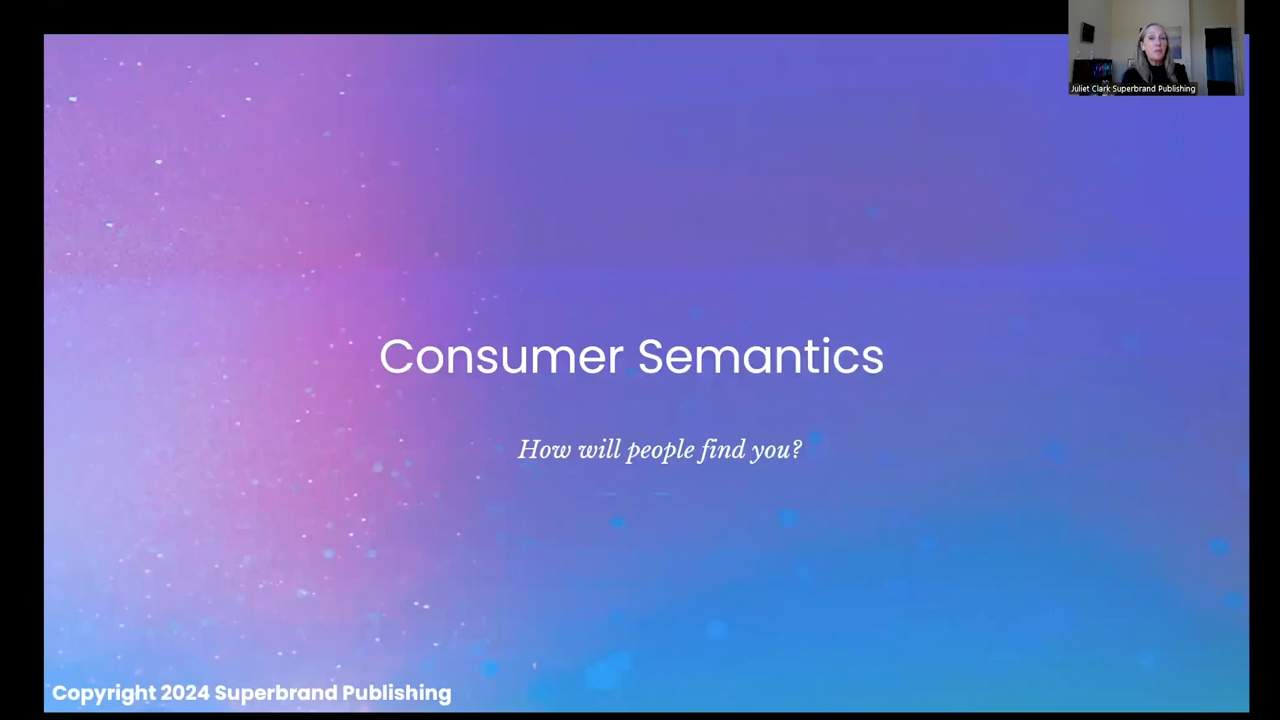 Juliet Clark Superbrand Publishing
Consumer Semantics
How will people find you?
Copyright 2024 Superbrand Publishing